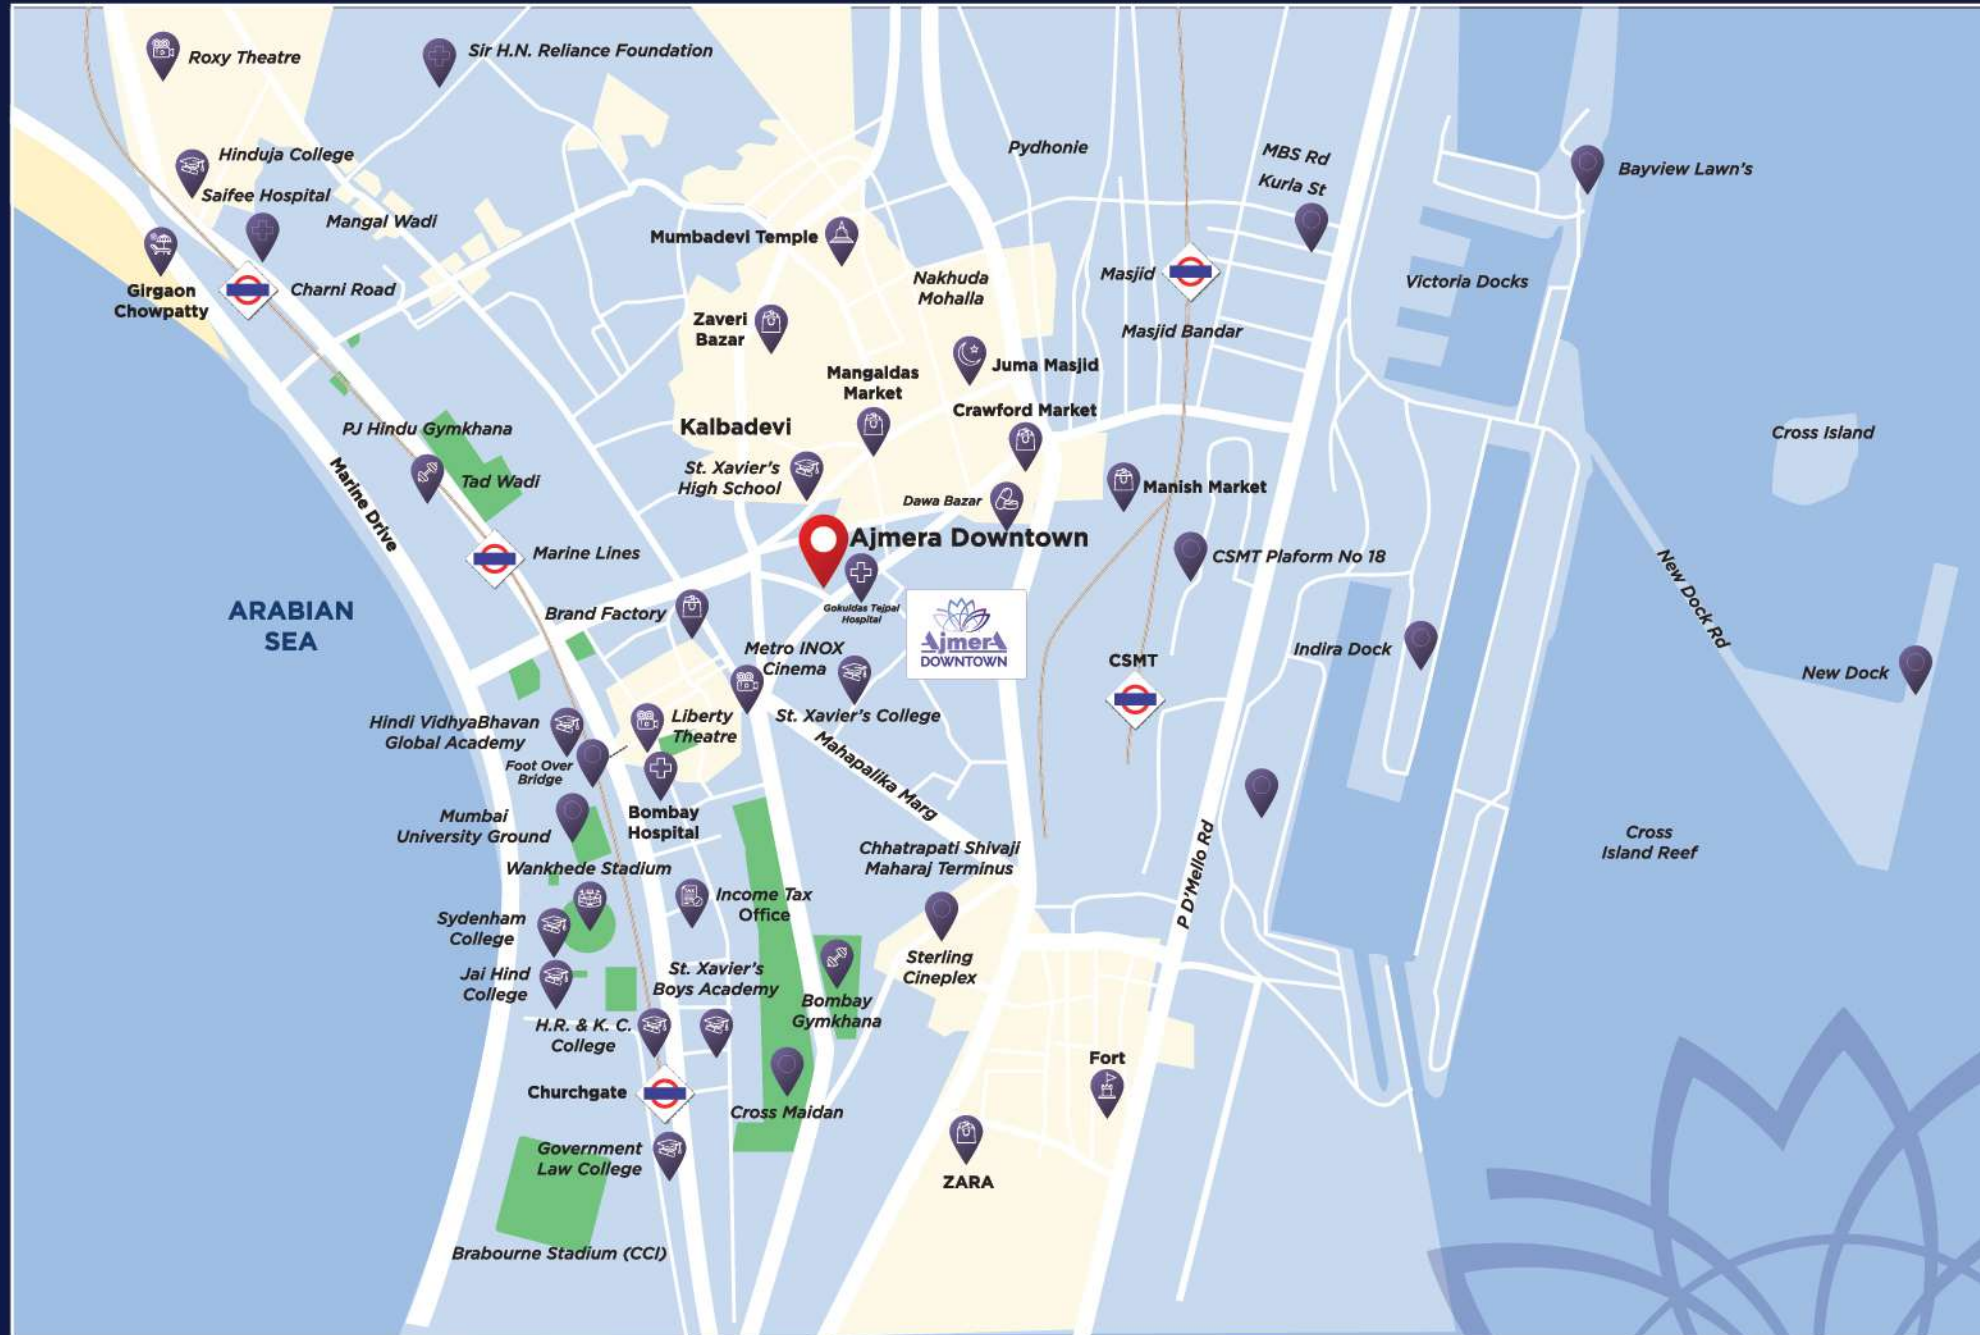 Roxy Theatre
Sir H.N. Reliance Foundation
Hinduja College
Saifee Hospital
Mangal Wadi
Girgaon
Chowpatty
Charni Road
Pydhonie
MBS Rd
Kurla St
Bayview Lawn's
Mumbadevi Temple
Nakhuda
Mohalla
Masjid
Masjid Bandar
Victoria Docks
Zaveri
Bazar
Mangaldas
Market
Juma Masjid
Crawford Market
Kalbadevi
St. Xavier's
High School
Dawa Bazar
Manish Market
Cross Island
PJ Hindu Gymkhana
Tad Wadi
Marine Drive
Marine Lines
Ajmera Downtown
CSMT Plaform No 18
New Dock Rd
ARABIAN
SEA
Brand Factory
Gokuldas Tejpal
Hospital
AjmerA
DOWNTOWN
Metro INOX
Cinema
St. Xavier's College
CSMT
Indira Dock
New Dock
Hindi VidhyaBhavan
Global Academy
Liberty
Theatre
Foot Over
Bridge
Mahapalika Marg
Mumbai
University Ground
Bombay
Hospital
P D'Mello Rd
Cross
Island Reef
Chhatrapati Shivaji
Maharaj Terminus
Wankhede Stadium
Income Tax
Office
TAX
Sydenham
College
Jai Hind
College
St. Xavier's
Boys Academy
Bombay
Gymkhana
Sterling
Cineplex
H.R. & K. C.
College
Fort
Churchgate
Cross Maidan
Government
Law College
ZARA
Brabourne Stadium (CCI)